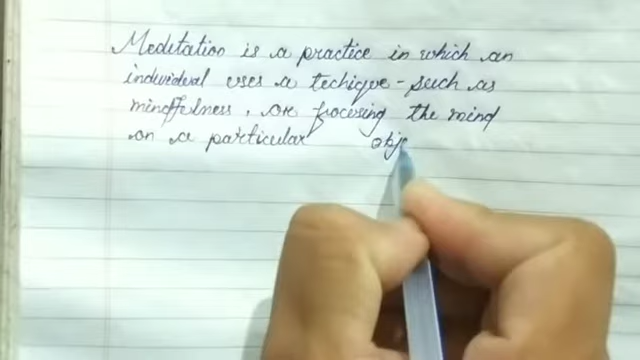 Meditation is a practice in which an
individual uses a techique - such as
mindfulness, or focusing the mind
on a particular obj